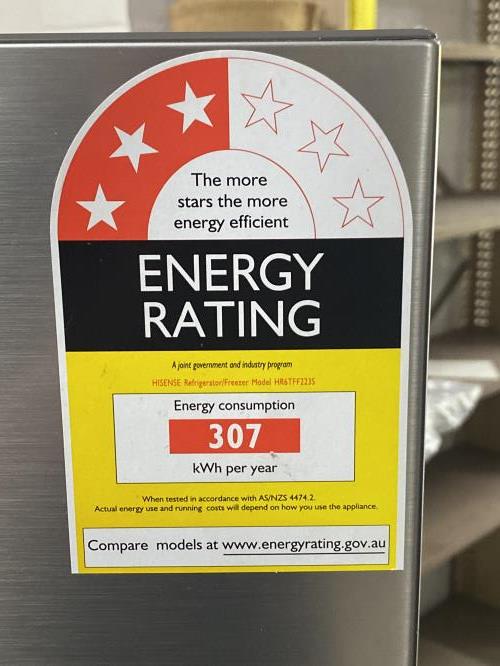 The more
stars the more
energy efficient
ENERGY
RATING
A joint government and industry program
HISENSE Refrigerator/Freezer Model HR6TFF223S
Energy consumption
307
kWh per year
When tested in accordance with AS/NZS 4474.2.
Actual energy use and running costs will depend on how you use the appliance.
Compare models at www.energyrating.gov.au